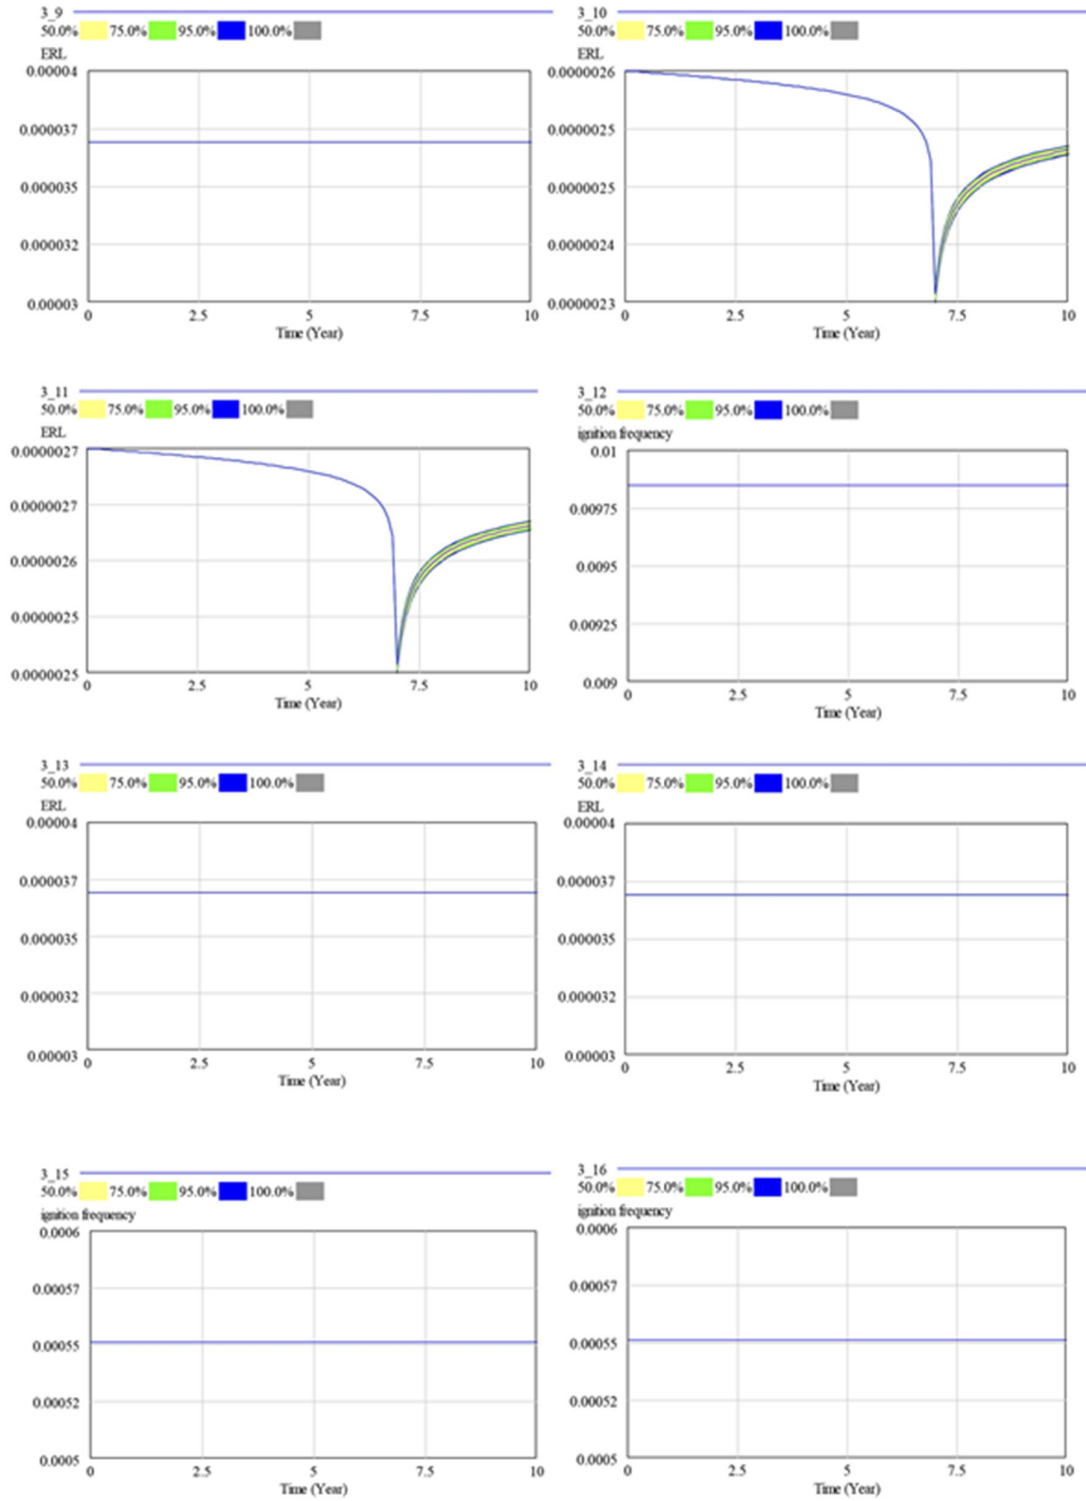 3_9
50.0% 75.0% 95.0% 100.0%
ERL
0.00004
0.000037
0.000035
0.000032
0.00003
0 2.5 5 7.5 10
Time (Year)
3_10
50.0% 75.0% 95.0% 100.0%
ERL
0.0000026
0.0000025
0.0000025
0.0000024
0.0000023
0 5 7.5 10
Time (Year)
3_11
50.0% 75.0% 95.0% 100.0%
ERL
0.0000027
0.0000027
0.0000026
0.0000025
0.0000025
0 2.5 5 7.5 10
Time (Year)
3_12
50.0% 75.0% 95.0% 100.0%
ignition frequency
0.01
0.00975
0.0095
0.00925
0.009
0 2.5 5 7.5 10
Time (Year)
3_13
50.0% 75.0% 95.0% 100.0%
ERL
0.00004
0.000037
0.000035
0.000032
0.00003
0 2.5 5 7.5 10
Time (Year)
3_14
50.0% 75.0% 95.0% 100.0%
ERL
0.00004
0.000037
0.000035
0.000032
0.00003
0 2.5 5 7.5 10
Time (Year)
3_15
50.0% 75.0% 95.0% 100.0%
ignition frequency
0.0006
0.00057
0.00055
0.00052
0.0005
0 2.5 5 7.5 10
Time (Year)
3_16
50.0% 75.0% 95.0% 100.0%
ignition frequency
0.0006
0.00057
0.00055
0.00052
0.0005
0 2.5 5 7.5 10
Time (Year)